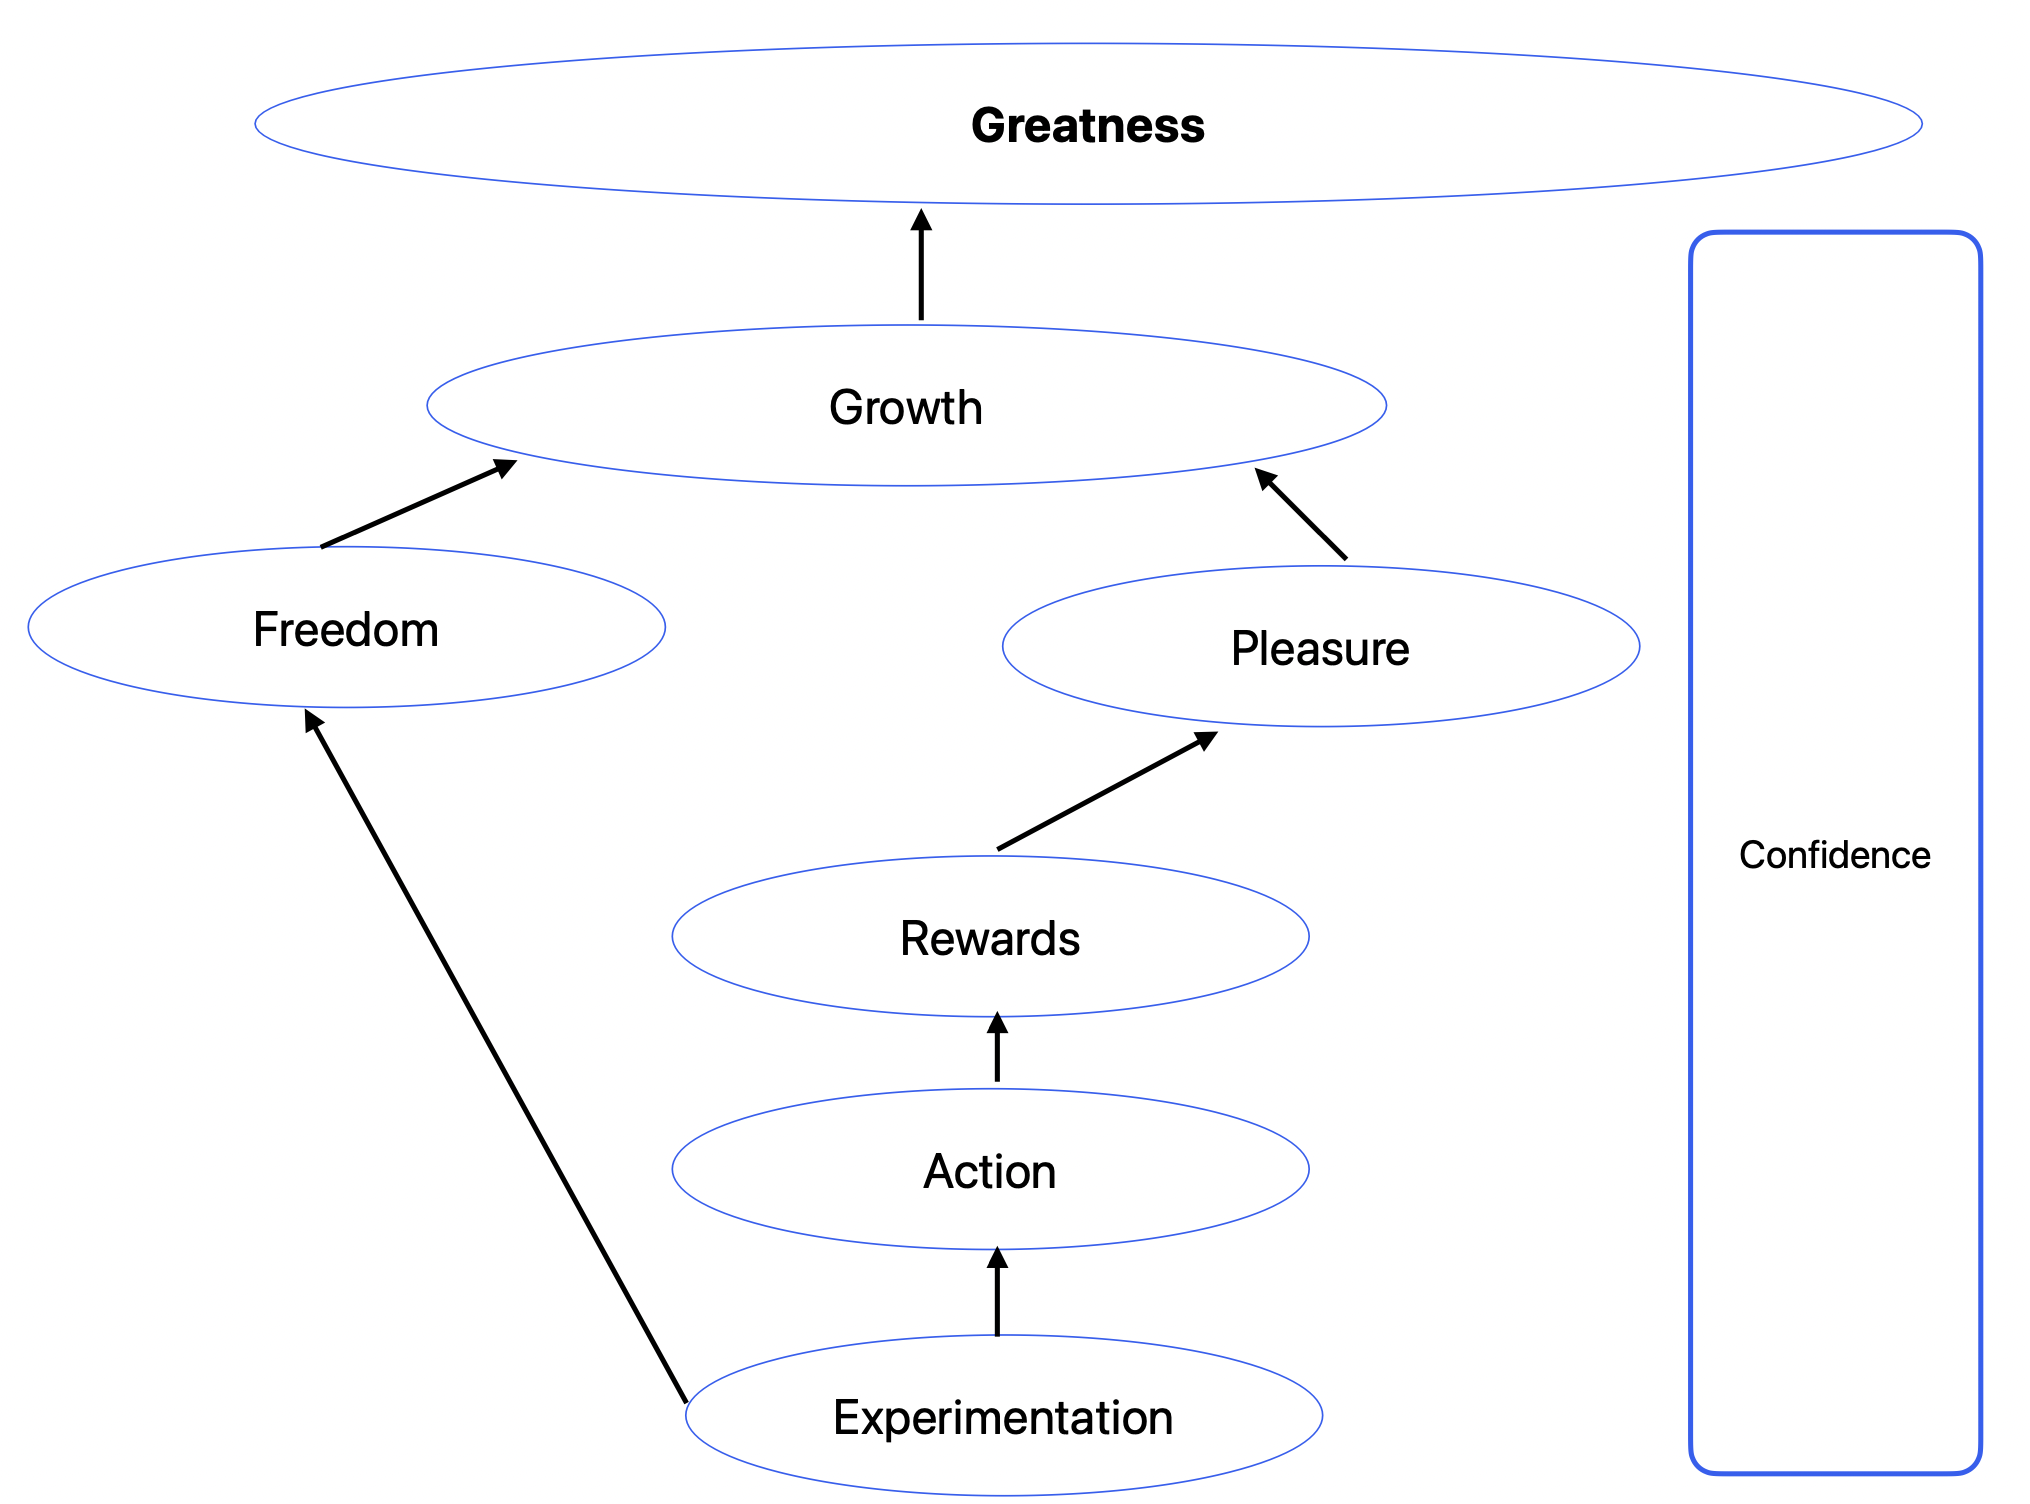 Greatness
Growth
Freedom
Pleasure
Confidence
Rewards
Action
Experimentation